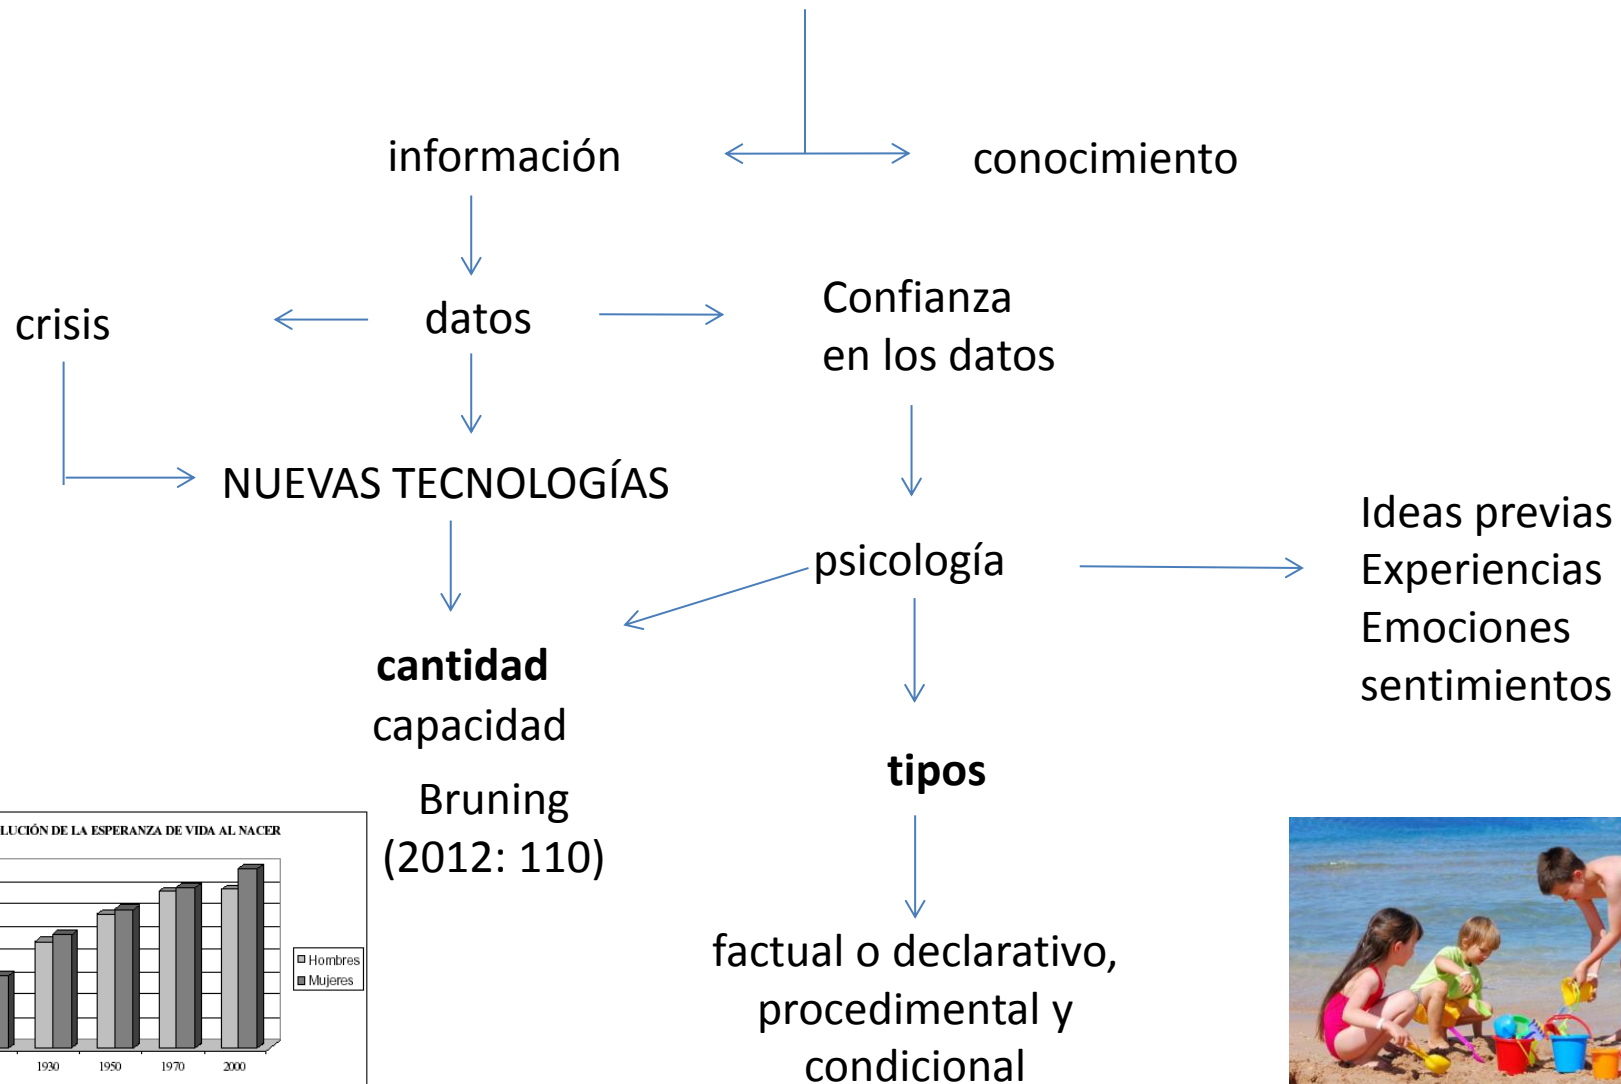 información
conocimiento
crisis
datos
Confianza
en los datos
NUEVAS TECNOLOGÍAS
psicología
Ideas previas
Experiencias
Emociones
sentimientos
cantidad
capacidad
Bruning
(2012: 110)
tipos
factual o declarativo,
procedimental y
condicional
LUCIÓN DE LA ESPERANZA DE VIDA AL NACER
Hombres
Mujeres
1930 1950 1970 2000